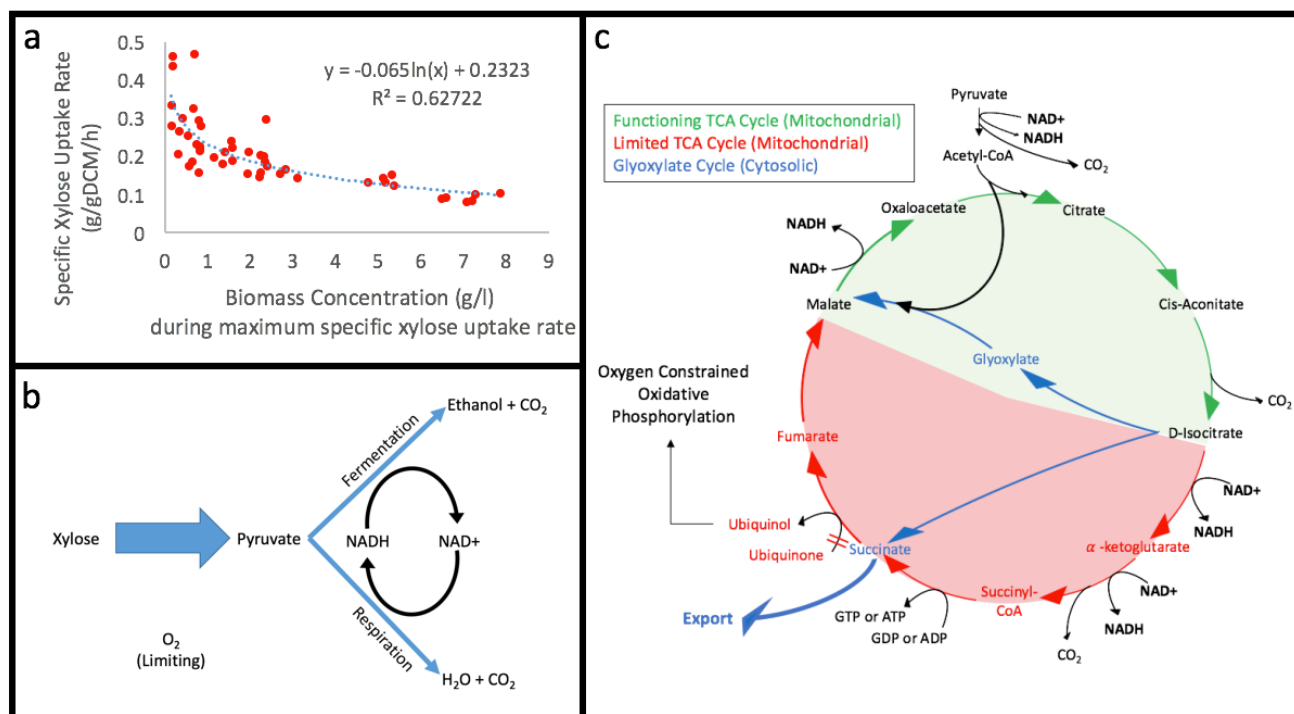 a
Specific Xylose Uptake Rate
(g/gDCM/h)
0.5
0.4
0.3
0.2
0.1
0
y = -0.065ln(x) + 0.2323
R² = 0.62722
0 1 2 3 4 5 6 7 8 9
Biomass Concentration (g/l)
during maximum specific xylose uptake rate
b
Xylose
Pyruvate
Fermentation
Ethanol + CO₂
NADH
NAD+
Respiration
O₂
(Limiting)
H₂O + CO₂
c
Functioning TCA Cycle (Mitochondrial)
Limited TCA Cycle (Mitochondrial)
Glyoxylate Cycle (Cytosolic)
Pyruvate
NAD+
NADH
Acetyl-CoA
CO₂
Oxaloacetate
Citrate
NADH
NAD+
Malate
Cis-Aconitate
Glyoxylate
CO₂
D-Isocitrate
Oxygen Constrained
Oxidative
Phosphorylation
Fumarate
NAD+
NADH
Ubiquinol
Ubiquinone
Succinate
α -ketoglutarate
Succinyl-
CoA
NAD+
NADH
CO₂
GTP or ATP
GDP or ADP
Export